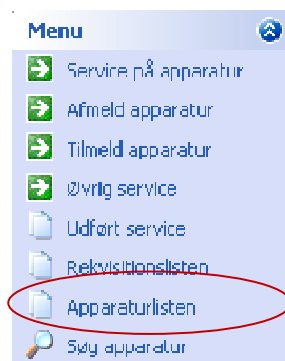 Menu
Service på apparatur
Afmeld apparatur
Tilmeld apparatur
Øvrig service
Udført service
Rekvisitionslisten
Apparaturlisten
Søg apparatur